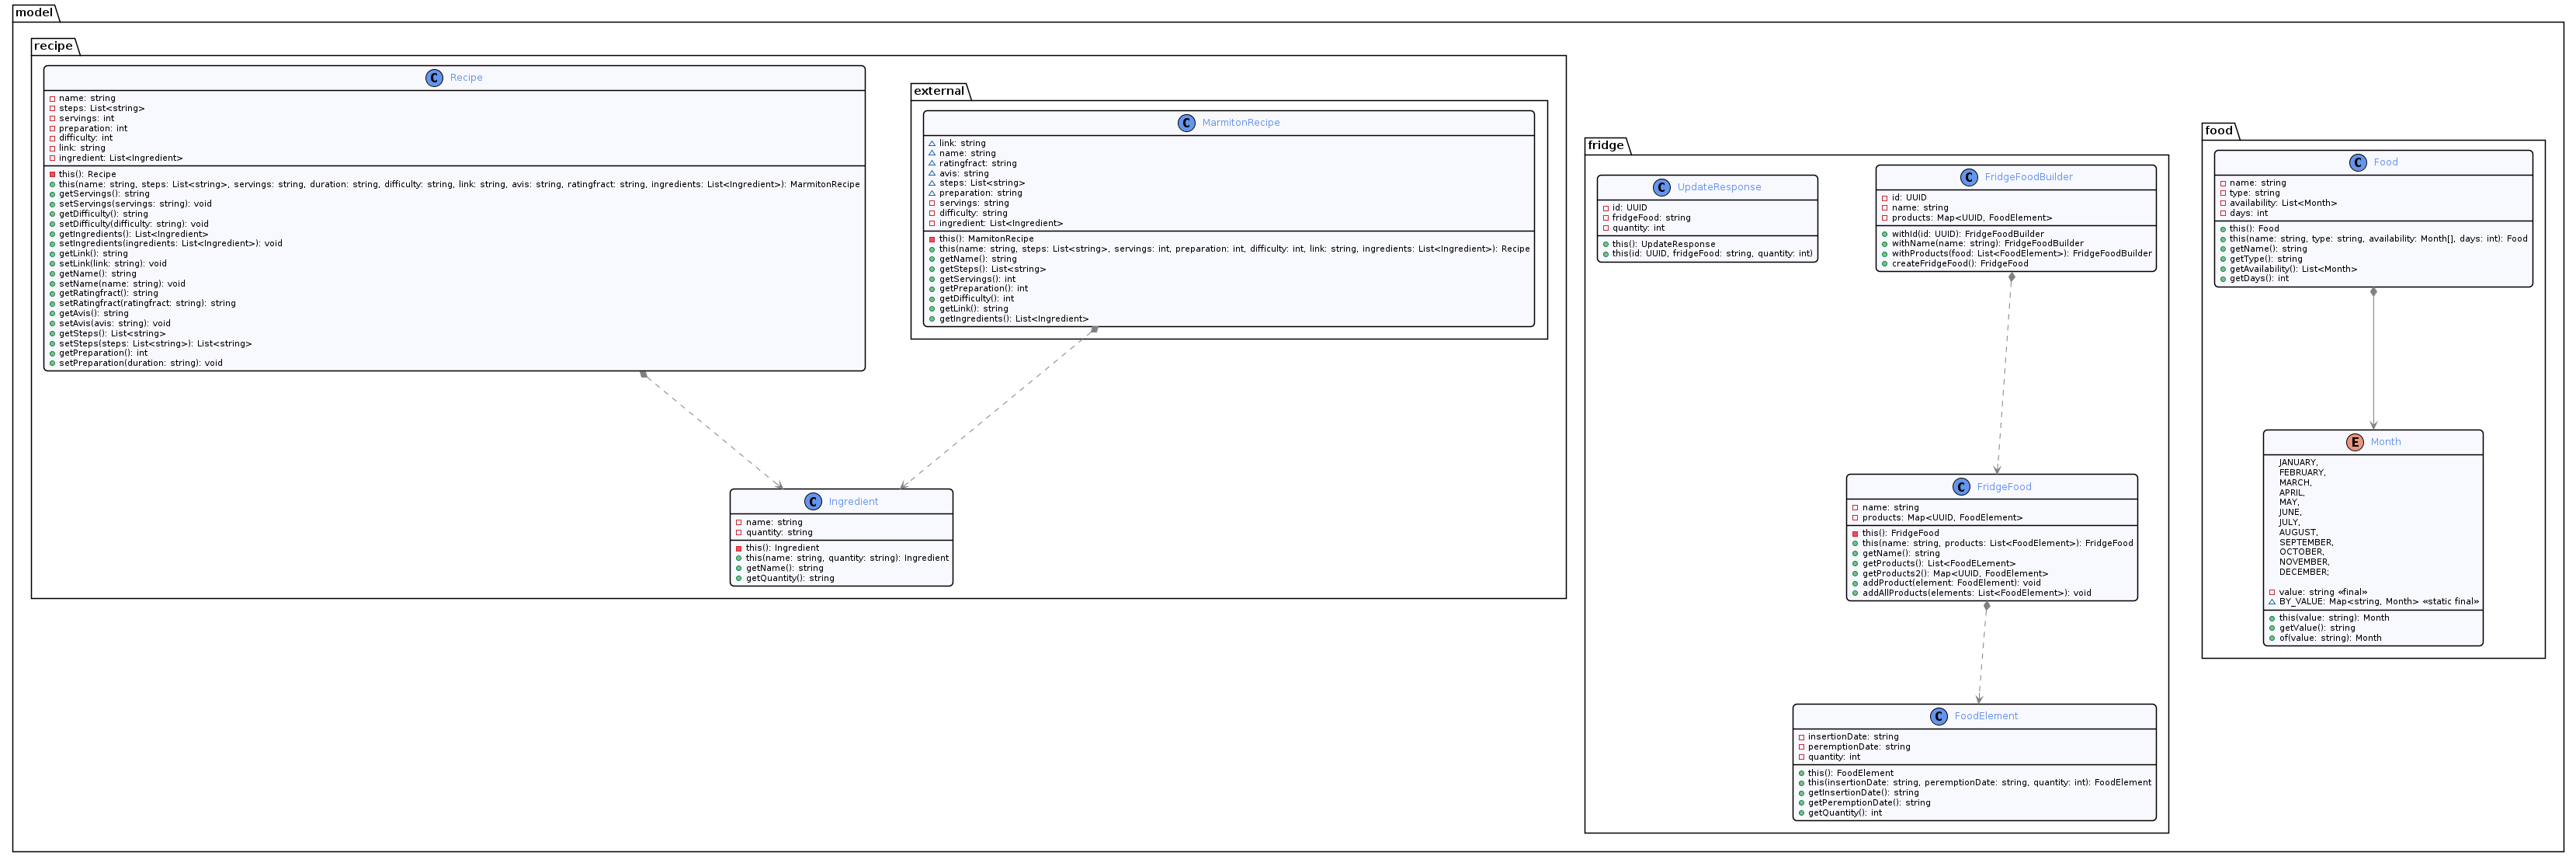 model
recipe
C Recipe
name: string
steps: List<string>
servings: int
preparation: int
difficulty: int
link: string
ingredient: List<Ingredient>
this(): Recipe
this(name: string, steps: List<string>, servings: string, duration: string, difficulty: string, link: string, avis: string, ratingfract: string, ingredients: List<Ingredient>): MarmitonRecipe
getServings(): string
setServings(servings: string): void
getDifficulty(): string
setDifficulty(difficulty: string): void
getIngredients(): List<Ingredient>
setIngredients(ingredients: List<Ingredient>): void
getLink(): string
setLink(link: string): void
getName(): string
setName(name: string): void
getRatingfract(): string
setRatingfract(ratingfract: string): string
getAvis(): string
setAvis(avis: string): void
getSteps(): List<string>
setSteps(steps: List<string>): List<string>
getPreparation(): int
setPreparation(duration: string): void
external
C MarmitonRecipe
link: string
name: string
ratingfract: string
avis: string
steps: List<string>
preparation: string
servings: string
difficulty: string
ingredient: List<Ingredient>
this(): MamitonRecipe
this(name: string, steps: List<string>, servings: int, preparation: int, difficulty: int, link: string, ingredients: List<Ingredient>): Recipe
getName(): string
getSteps(): List<string>
getServings(): int
getPreparation(): int
getDifficulty(): int
getLink(): string
getIngredients(): List<Ingredient>
C Ingredient
name: string
quantity: string
this(): Ingredient
this(name: string, quantity: string): Ingredient
getName(): string
getQuantity(): string
fridge
C UpdateResponse
id: UUID
fridgeFood: string
quantity: int
this(): UpdateResponse
this(id: UUID, fridgeFood: string, quantity: int)
C FridgeFoodBuilder
id: UUID
name: string
products: Map<UUID, FoodElement>
withId(id: UUID): FridgeFoodBuilder
withName(name: string): FridgeFoodBuilder
withProducts(food: List<FoodElement>): FridgeFoodBuilder
createFridgeFood(): FridgeFood
C FridgeFood
name: string
products: Map<UUID, FoodElement>
this(): FridgeFood
this(name: string, products: List<FoodElement>): FridgeFood
getName(): string
getProducts(): List<FoodELement>
getProducts2(): Map<UUID, FoodElement>
addProduct(element: FoodElement): void
addAllProducts(elements: List<FoodElement>): void
C FoodElement
insertionDate: string
peremptionDate: string
quantity: int
this(): FoodElement
this(insertionDate: string, peremptionDate: string, quantity: int): FoodElement
getInsertionDate(): string
getPeremptionDate(): string
getQuantity(): int
food
C Food
name: string
type: string
availability: List<Month>
days: int
this(): Food
this(name: string, type: string, availability: Month[], days: int): Food
getName(): string
getType(): string
getAvailability(): List<Month>
getDays(): int
E Month
JANUARY,
FEBRUARY,
MARCH,
APRIL,
MAY,
JUNE,
JULY,
AUGUST,
SEPTEMBER,
OCTOBER,
NOVEMBER,
DECEMBER;
value: string «final»
BY_VALUE: Map<string, Month> «static final»
this(value: string): Month
getValue(): string
of(value: string): Month